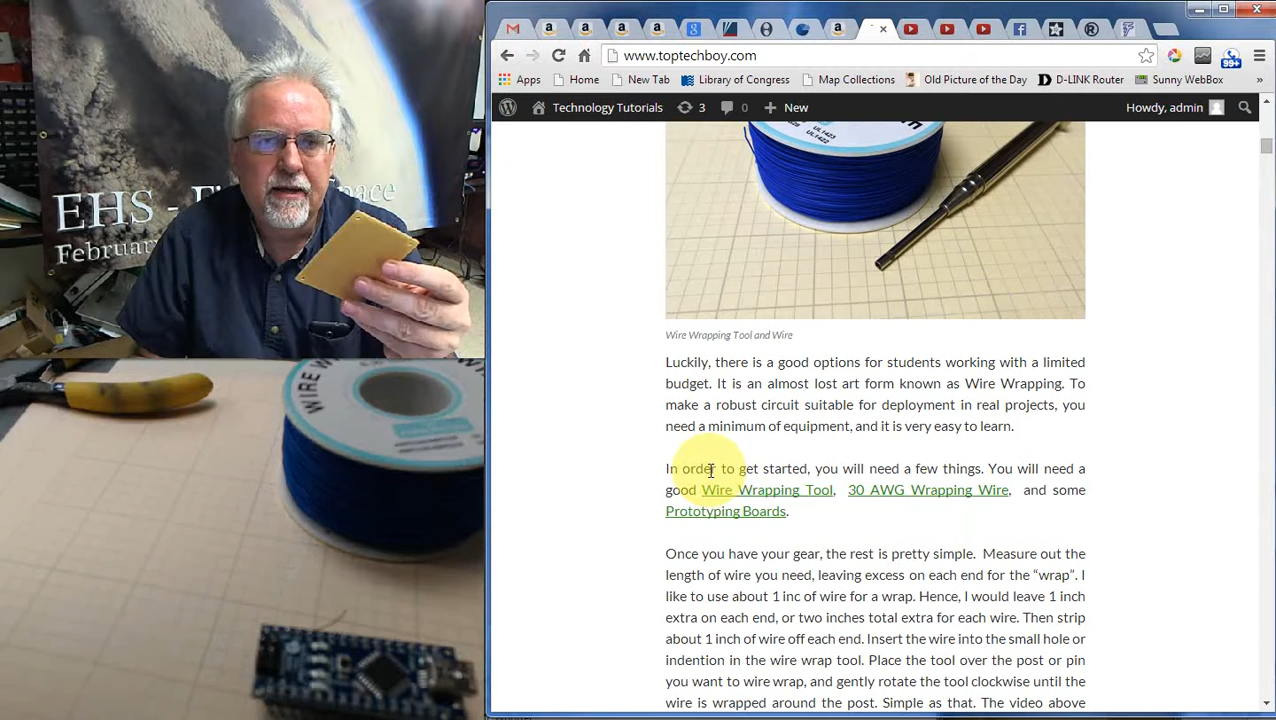 EHS - F
ace
February
WIRE W
www.toptechboy.com
99+
Apps
Home
New Tab
Library of Congress
Map Collections
Old Picture of the Day
D-LINK Router
Sunny WebBox
»
Technology Tutorials
3
0
New
Howdy, admin
UL1423
UL1422
Wire Wrapping Tool and Wire
Luckily, there is a good options for students working with a limited
budget. It is an almost lost art form known as Wire Wrapping. To
make a robust circuit suitable for deployment in real projects, you
need a minimum of equipment, and it is very easy to learn.
In order to get started, you will need a few things. You will need a
good Wire Wrapping Tool, 30 AWG Wrapping Wire, and some
Prototyping Boards.
Once you have your gear, the rest is pretty simple. Measure out the
length of wire you need, leaving excess on each end for the “wrap”. I
like to use about 1 inc of wire for a wrap. Hence, I would leave 1 inch
extra on each end, or two inches total extra for each wire. Then strip
about 1 inch of wire off each end. Insert the wire into the small hole or
indention in the wire wrap tool. Place the tool over the post or pin
you want to wire wrap, and gently rotate the tool clockwise until the
wire is wrapped around the post. Simple as that. The video above